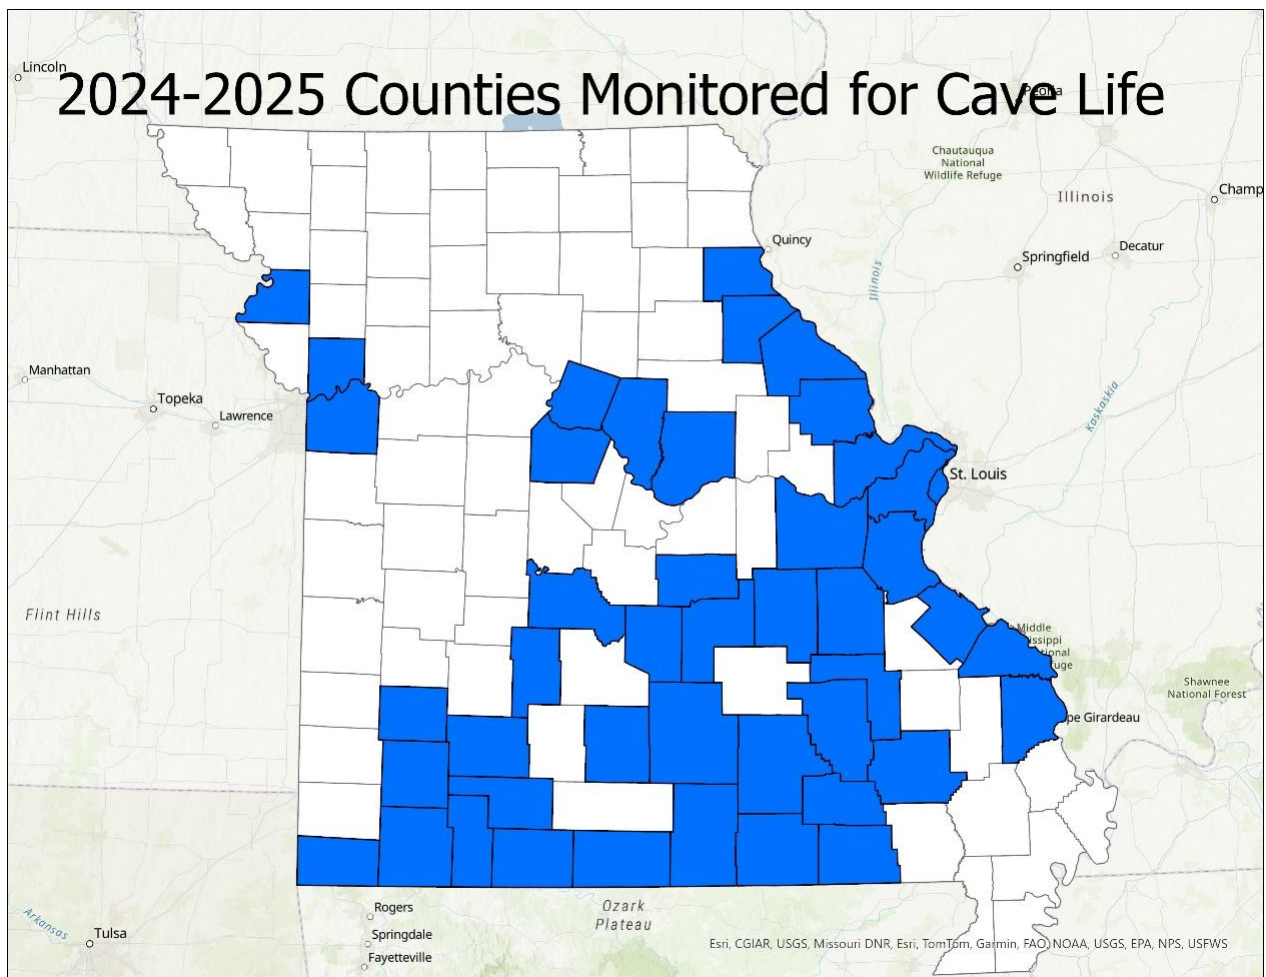 Lincoln
2024-2025 Counties Monitored for Cave Life
Peoria
Chautauqua
National
Wildlife Refuge
Champ
Illinois
Quincy
Decatur
Springfield
Illinois
Manhattan
Topeka
Lawrence
Kaskaskia
St. Louis
Flint Hills
Middle
ssippi
tional
fuge
Shawnee
National Forest
pe Girardeau
Rogers
Ozark
Plateau
Arkansas
Tulsa
Springdale
Fayetteville
Esri, CGIAR, USGS, Missouri DNR, Esri, TomTom, Garmin, FAO, NOAA, USGS, EPA, NPS, USFWS